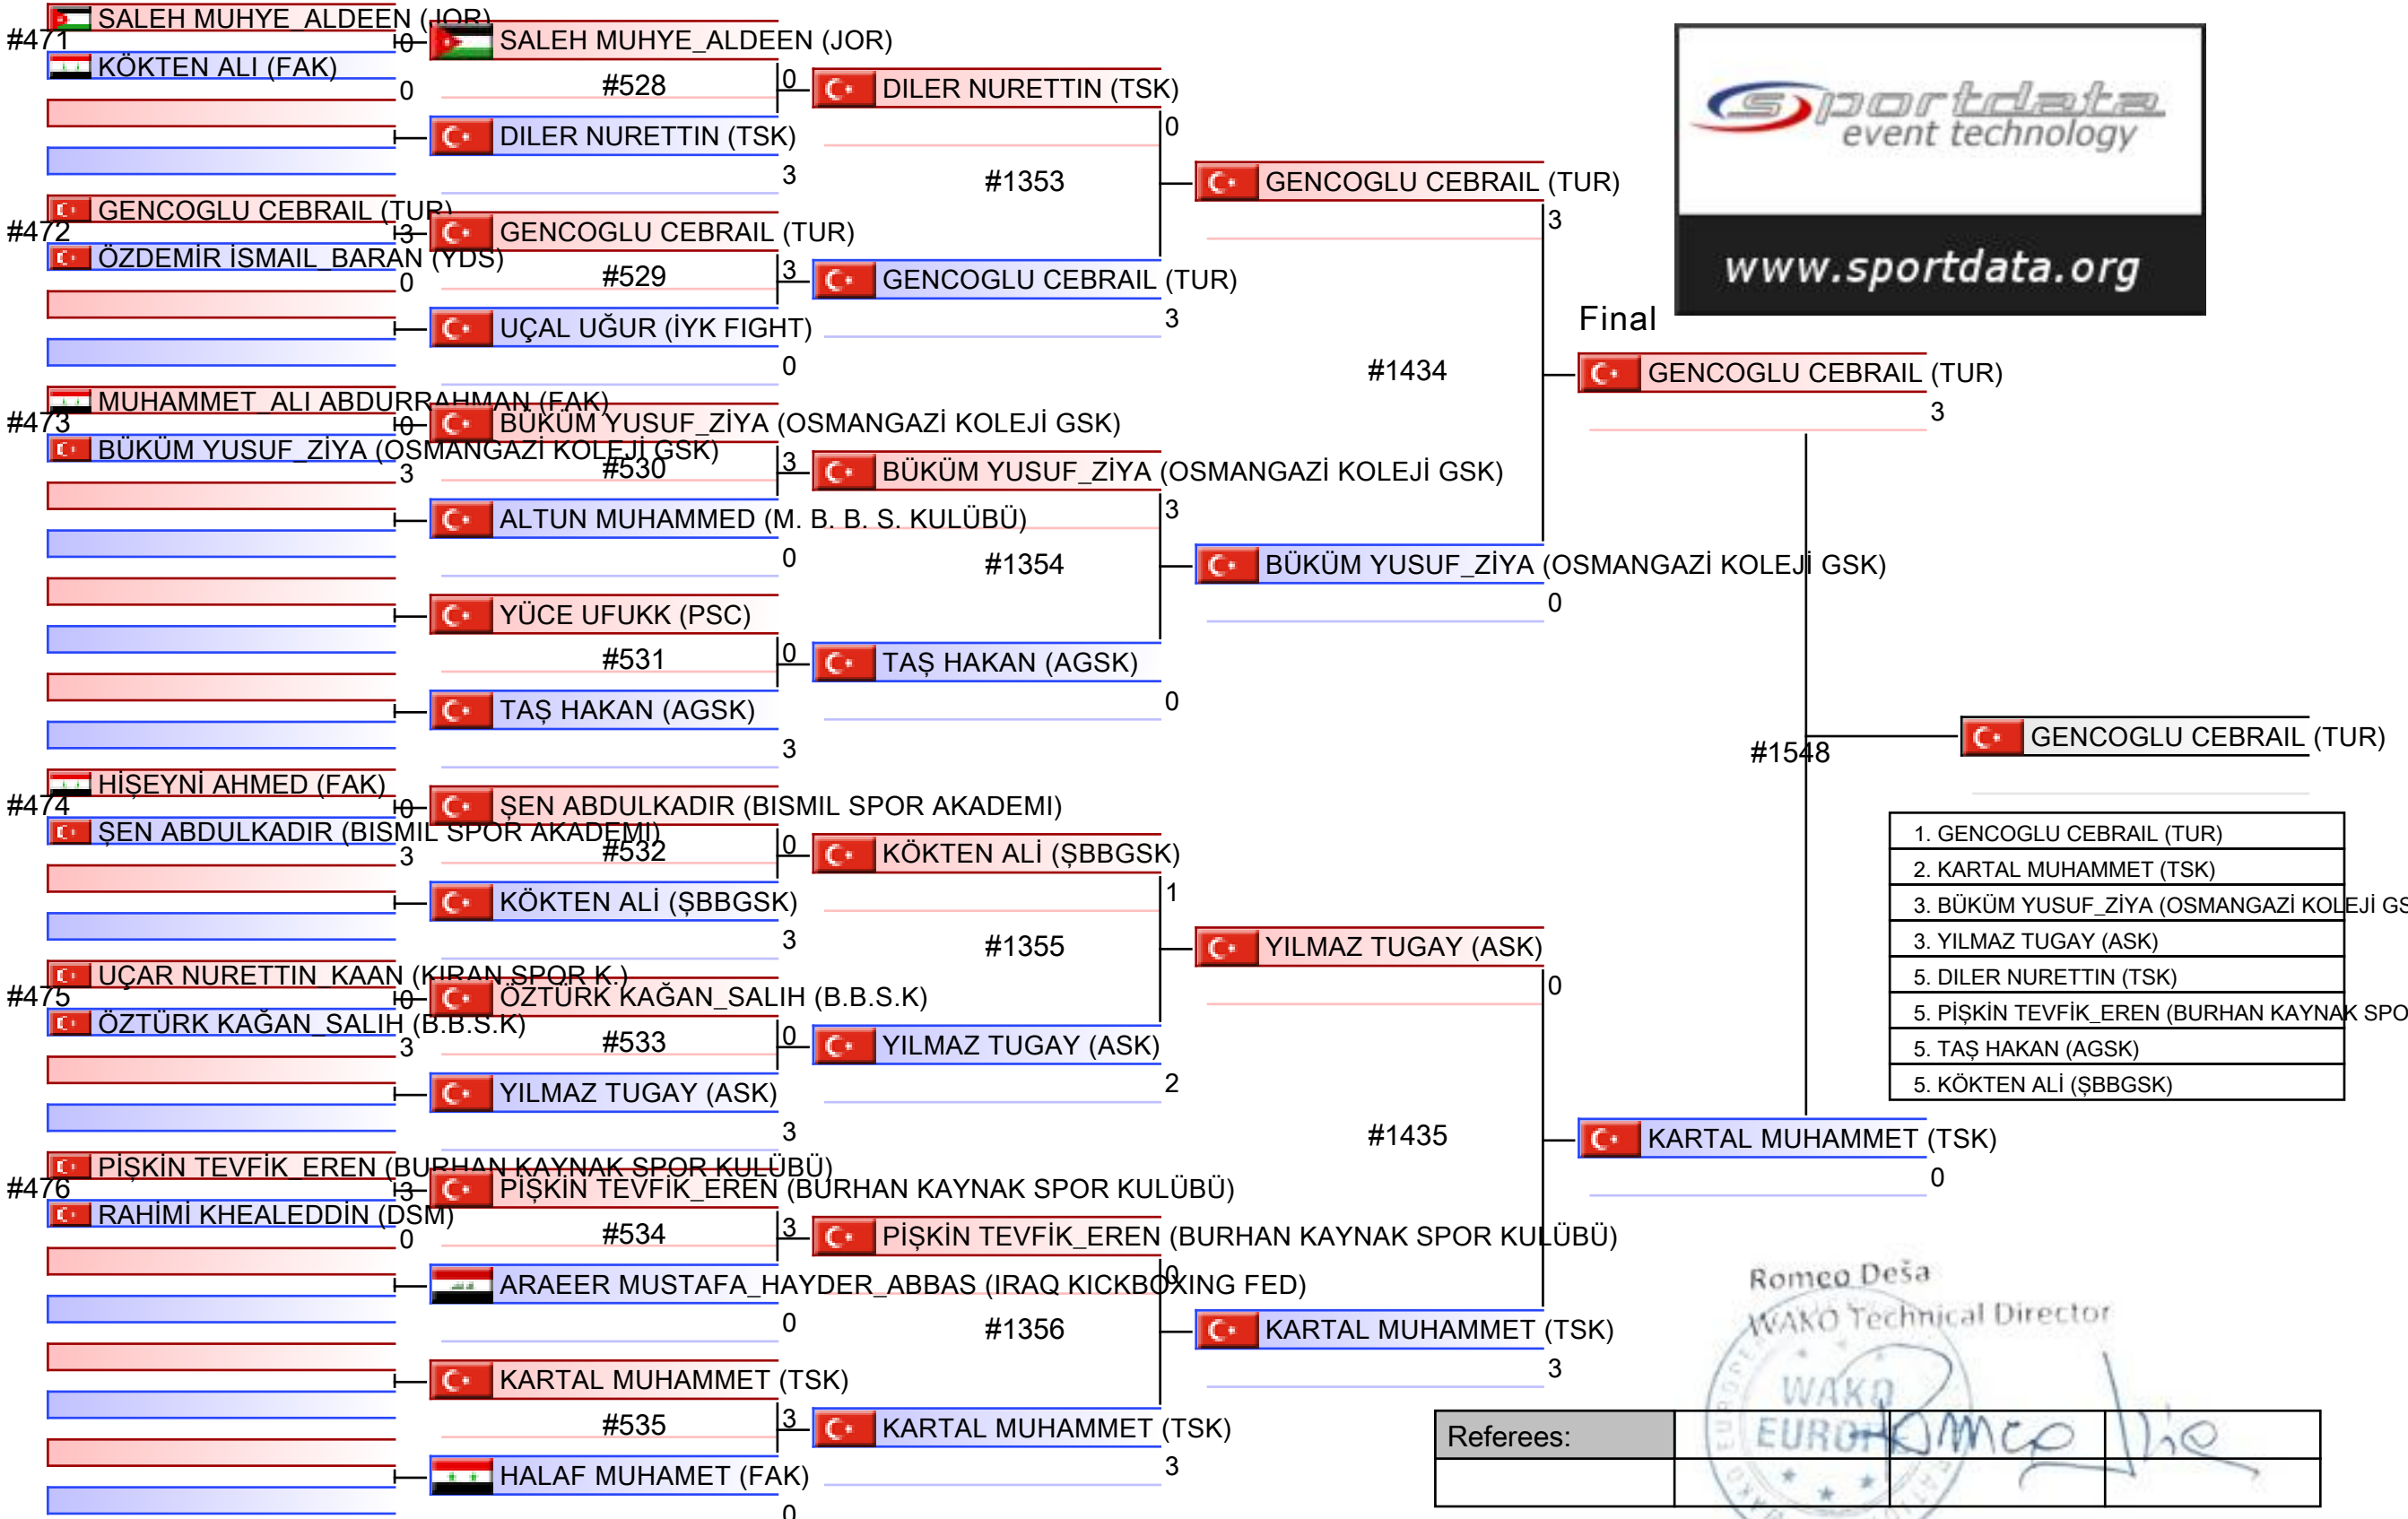 SALEH MUHYE_ALDEEN (JOR)
#471
0
KÖKTEN ALI (FAK)
0
GENCOGLU CEBRAIL (TUR)
#472
3
ÖZDEMİR İSMAIL_BARAN (YDS)
0
MUHAMMET_ALI ABDURRAHMAN (FAK)
#473
0
BÜKÜM YUSUF_ZİYA (OSMANGAZİ KOLEJİ GSK)
3
HİŞEYNİ AHMED (FAK)
#474
0
ŞEN ABDULKADIR (BISMIL SPOR AKADEMI)
3
UÇAR NURETTIN_KAAN (KIRAN SPOR K.)
#475
0
ÖZTÜRK KAĞAN_SALIH (B.B.S.K)
3
PİŞKİN TEVFİK_EREN (BURHAN KAYNAK SPOR KULÜBÜ)
#476
3
RAHİMİ KHEALEDDİN (DSM)
0
SALEH MUHYE_ALDEEN (JOR)
#528
0
DILER NURETTIN (TSK)
3
GENCOGLU CEBRAIL (TUR)
#529
3
UÇAL UĞUR (İYK FIGHT)
0
BÜKÜM YUSUF_ZİYA (OSMANGAZİ KOLEJİ GSK)
#530
3
ALTUN MUHAMMED (M. B. B. S. KULÜBÜ)
0
YÜCE UFUKK (PSC)
#531
0
TAŞ HAKAN (AGSK)
3
ŞEN ABDULKADIR (BISMIL SPOR AKADEMI)
#532
0
KÖKTEN ALİ (ŞBBGSK)
3
ÖZTÜRK KAĞAN_SALIH (B.B.S.K)
#533
0
YILMAZ TUGAY (ASK)
3
PİŞKİN TEVFİK_EREN (BURHAN KAYNAK SPOR KULÜBÜ)
#534
3
ARAEER MUSTAFA_HAYDER_ABBAS (IRAQ KICKBOXING FED)
0
KARTAL MUHAMMET (TSK)
#535
3
HALAF MUHAMET (FAK)
0
DILER NURETTIN (TSK)
0
#1353
GENCOGLU CEBRAIL (TUR)
3
BÜKÜM YUSUF_ZİYA (OSMANGAZİ KOLEJİ GSK)
3
#1354
TAŞ HAKAN (AGSK)
0
KÖKTEN ALİ (ŞBBGSK)
1
#1355
YILMAZ TUGAY (ASK)
2
PİŞKİN TEVFİK_EREN (BURHAN KAYNAK SPOR KULÜBÜ)
0
#1356
KARTAL MUHAMMET (TSK)
3
GENCOGLU CEBRAIL (TUR)
3
#1434
BÜKÜM YUSUF_ZİYA (OSMANGAZİ KOLEJİ GSK)
0
YILMAZ TUGAY (ASK)
0
#1435
KARTAL MUHAMMET (TSK)
3
sportdata
event technology
www.sportdata.org
Final
GENCOGLU CEBRAIL (TUR)
3
#1548
KARTAL MUHAMMET (TSK)
0
GENCOGLU CEBRAIL (TUR)
1. GENCOGLU CEBRAIL (TUR)
2. KARTAL MUHAMMET (TSK)
3. BÜKÜM YUSUF_ZİYA (OSMANGAZİ KOLEJİ GS
3. YILMAZ TUGAY (ASK)
5. DILER NURETTIN (TSK)
5. PİŞKİN TEVFİK_EREN (BURHAN KAYNAK SPO
5. TAŞ HAKAN (AGSK)
5. KÖKTEN ALİ (ŞBBGSK)
Romeo Deša
WAKO Technical Director
WAKO
EUROPE
Referees: